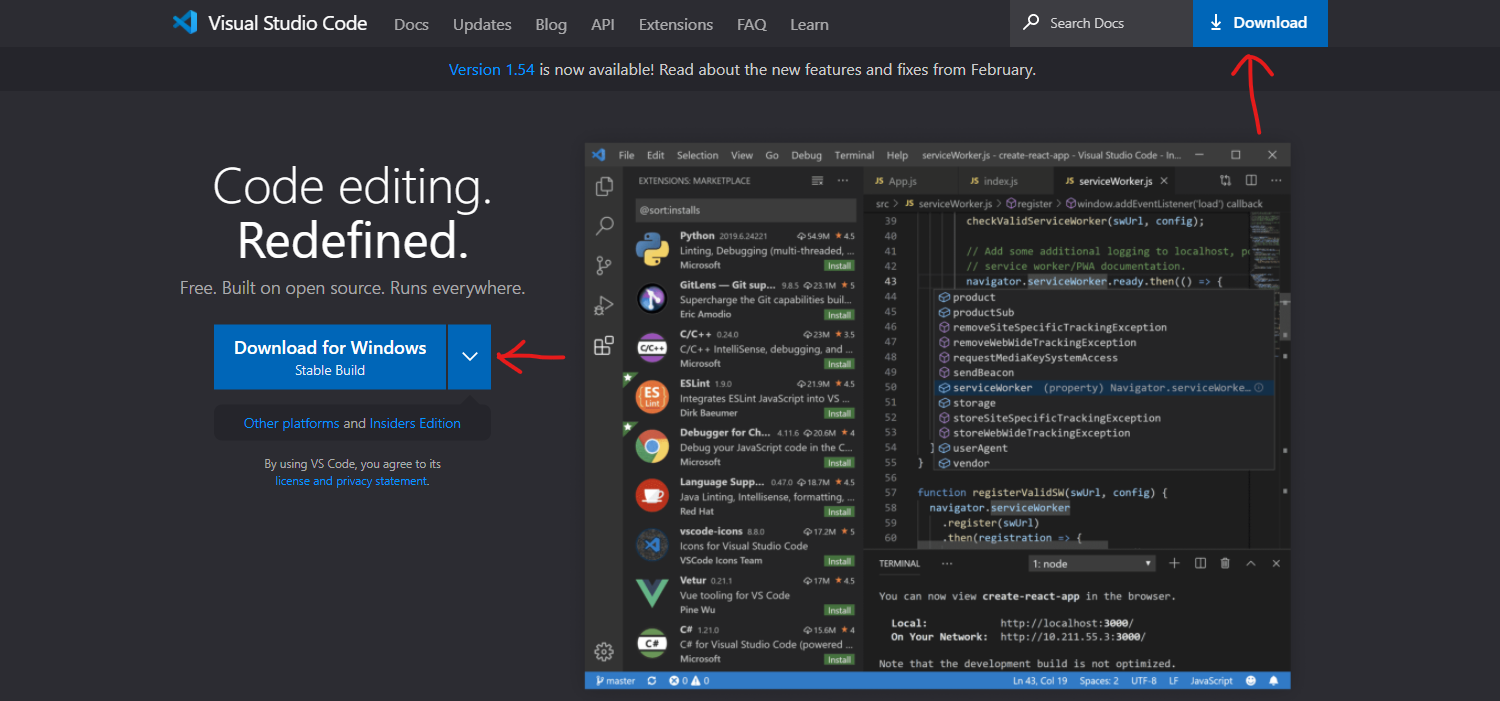 Visual Studio Code Docs Updates Blog API Extensions FAQ Learn Search Docs Download
Version 1.54 is now available! Read about the new features and fixes from February.
Code editing.
Redefined.
Free. Built on open source. Runs everywhere.
Download for Windows
Stable Build
Other platforms and Insiders Edition
By using VS Code, you agree to its
license and privacy statement.
File Edit Selection View Go Debug Terminal Help serviceWorker.js - create-react-app - Visual Studio Code - In...
EXTENSIONS: MARKETPLACE
@sort:installs
Python 2019.6.24221 54.9M ★ 4.5
Linting, Debugging (multi-threaded, ...
Microsoft Install
GitLens — Git sup... 9.8.5 23.1M ★ 5
Supercharge the Git capabilities buil...
Eric Amodio Install
C/C++
C/C++ 0.24.0 23M ★ 3.5
C/C++ IntelliSense, debugging, and ...
Microsoft Install
ES
Lint
ESLint 1.9.0 21.9M ★ 4.5
Integrates ESLint JavaScript into VS ...
Dirk Baeumer Install
Debugger for Ch... 4.11.6 20.6M ★ 4
Debug your JavaScript code in the C...
Microsoft Install
Language Supp... 0.47.0 18.7M ★ 4.5
Java Linting, Intellisense, formatting, ...
Red Hat Install
vscode-icons 8.8.0 17.2M ★ 5
Icons for Visual Studio Code
VSCode Icons Team Install
Vetur 0.21.1 17M ★ 4.5
Vue tooling for VS Code
Pine Wu Install
C#
C# 1.21.0 15.6M ★ 4
C# for Visual Studio Code (powered ...
Microsoft Install
JS App.js JS index.js JS serviceWorker.js
src > JS serviceWorker.js > register > window.addEventListener('load') callback
39 checkValidServiceWorker(swUrl, config);
40
41 // Add some additional logging to localhost, p
42 // service worker/PWA documentation.
43 navigator.serviceWorker.ready.then(() => {
44 product
45 productSub
46 removeSiteSpecificTrackingException
47 removeWebWideTrackingException
48 requestMediaKeySystemAccess
49 sendBeacon
50 serviceWorker (property) Navigator.serviceWorke...
51 storage
52 storeSiteSpecificTrackingException
53 storeWebWideTrackingException
54 } userAgent
55 } vendor
56
57 function registerValidSW(swUrl, config) {
58 navigator.serviceWorker
59 .register(swUrl)
60 .then(registration => {
TERMINAL ... 1: node
You can now view create-react-app in the browser.
Local: http://localhost:3000/
On Your Network: http://10.211.55.3:3000/
Note that the development build is not optimized.
master 0 0 Ln 43, Col 19 Spaces: 2 UTF-8 LF JavaScript